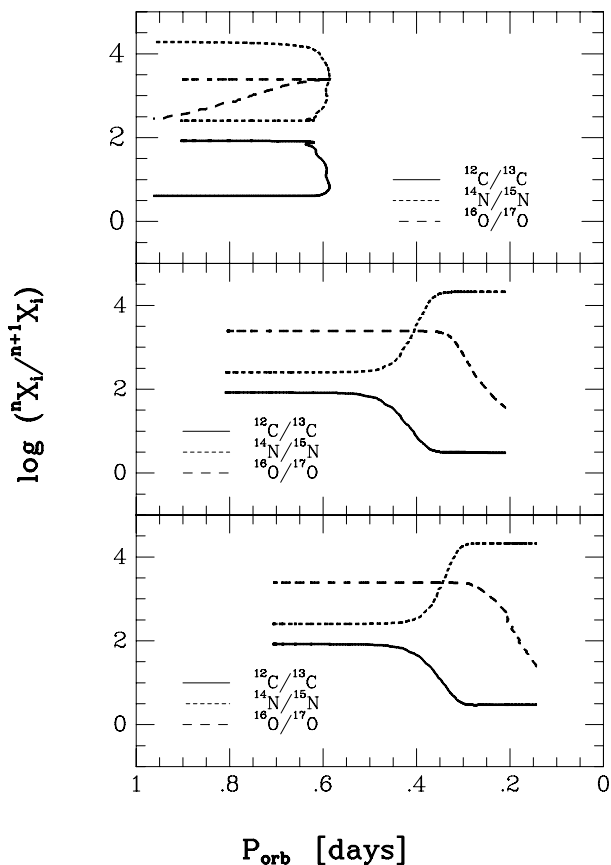 4
2
0
¹²C/¹³C
¹⁴N/¹⁵N
¹⁶O/¹⁷O
4
2
0
¹²C/¹³C
¹⁴N/¹⁵N
¹⁶O/¹⁷O
log (ⁿXᵢ/ⁿ⁺¹Xᵢ)
4
2
0
¹²C/¹³C
¹⁴N/¹⁵N
¹⁶O/¹⁷O
1 .8 .6 .4 .2 0
P_orb [days]